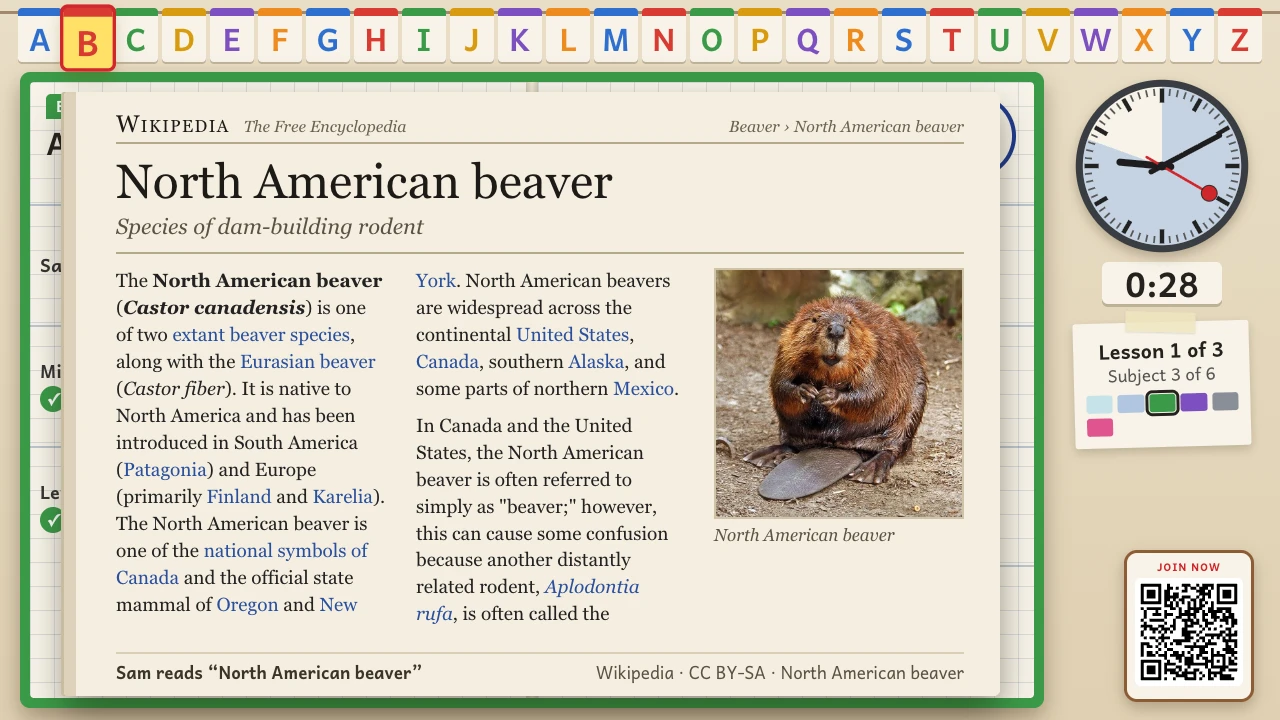 A B C D E F G H I J K L M N O P Q R S T U V W X Y Z
WIKIPEDIA The Free Encyclopedia
Beaver › North American beaver
North American beaver
Species of dam-building rodent
The North American beaver
(Castor canadensis) is one
of two extant beaver species,
along with the Eurasian beaver
(Castor fiber). It is native to
North America and has been
introduced in South America
(Patagonia) and Europe
(primarily Finland and Karelia).
The North American beaver is
one of the national symbols of
Canada and the official state
mammal of Oregon and New
York. North American beavers
are widespread across the
continental United States,
Canada, southern Alaska, and
some parts of northern Mexico.
In Canada and the United
States, the North American
beaver is often referred to
simply as "beaver;" however,
this can cause some confusion
because another distantly
related rodent, Aplodontia
rufa, is often called the
North American beaver
Sam reads “North American beaver”
Wikipedia · CC BY-SA · North American beaver
0:28
Lesson 1 of 3
Subject 3 of 6
JOIN NOW